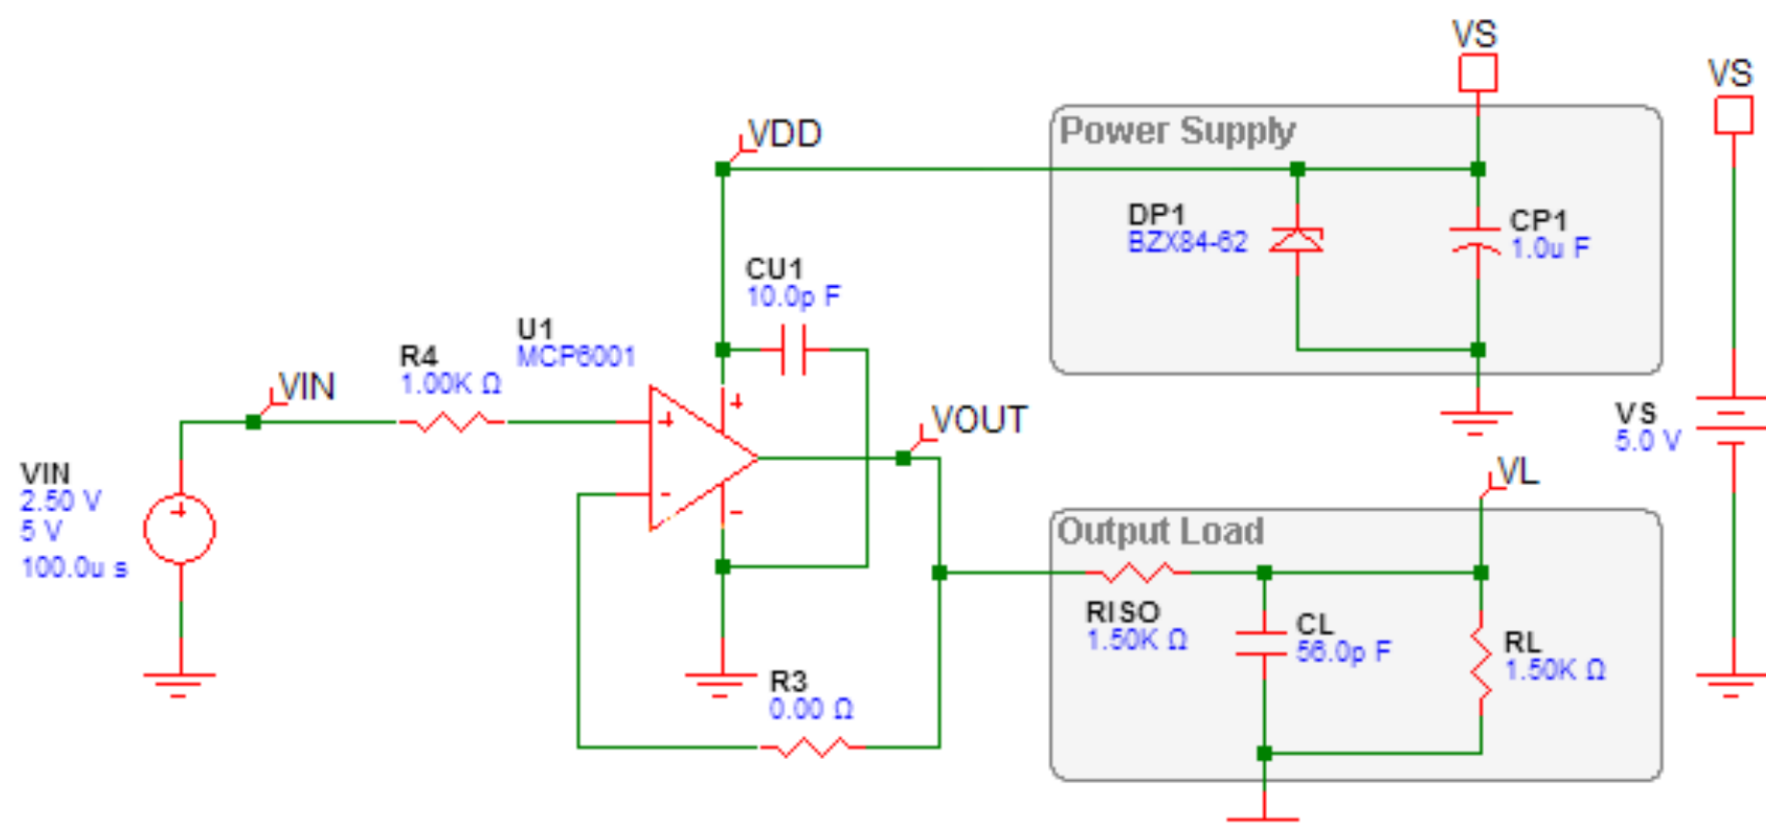 VS
VS
Power Supply
VDD
DP1
BZX84-62
CP1
1.0u F
CU1
10.0p F
U1
MCP6001
R4
1.00K Ω
VIN
+
+
-
-
VOUT
VS
5.0 V
VIN
2.50 V
5 V
100.0u s
+
VL
Output Load
RISO
1.50K Ω
CL
56.0p F
RL
1.50K Ω
R3
0.00 Ω